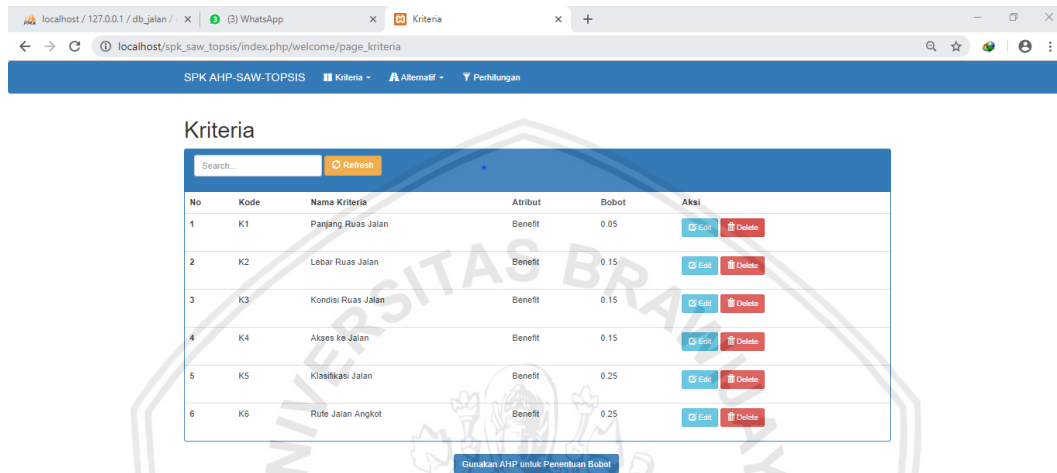 localhost / 127.0.0.1 / db_jalan /
(3) WhatsApp
Kriteria
localhost/spk_saw_topsis/index.php/welcome/page_kriteria
SPK AHP-SAW-TOPSIS Kriteria Alternatif Perhitungan
Kriteria
Search... Refresh
No Kode Nama Kriteria Atribut Bobot Aksi
1 K1 Panjang Ruas Jalan Benefit 0.05 Edit Delete
2 K2 Lebar Ruas Jalan Benefit 0.15 Edit Delete
3 K3 Kondisi Ruas Jalan Benefit 0.15 Edit Delete
4 K4 Akses ke Jalan Benefit 0.15 Edit Delete
5 K5 Klasifikasi Jalan Benefit 0.25 Edit Delete
6 K6 Rute Jalan Angkot Benefit 0.25 Edit Delete
Gunakan AHP untuk Penentuan Bobot
UNIVERSITAS BRAWIJAYA